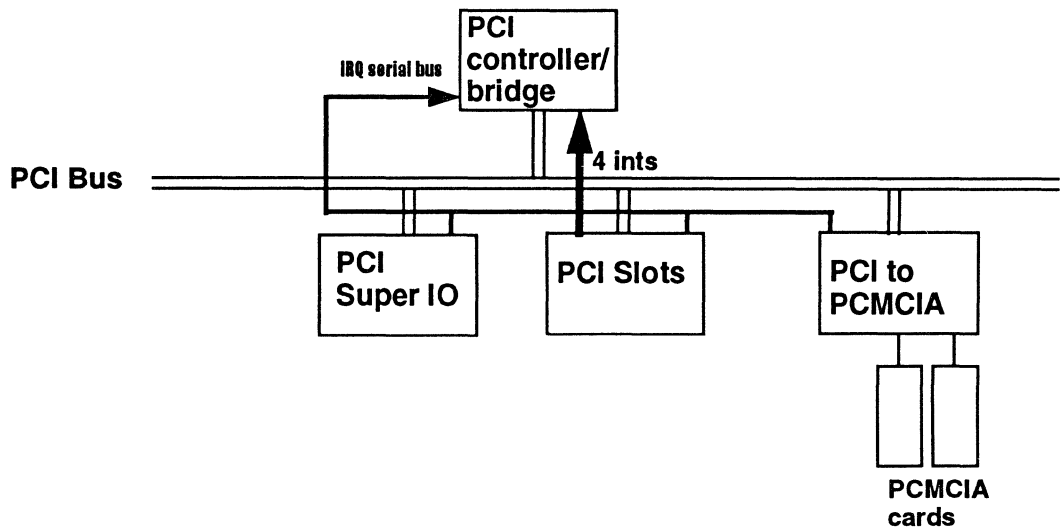 PCI
controller/
bridge
IRQ serial bus
4 ints
PCI Bus
PCI
Super IO
PCI Slots
PCI to
PCMCIA
PCMCIA
cards